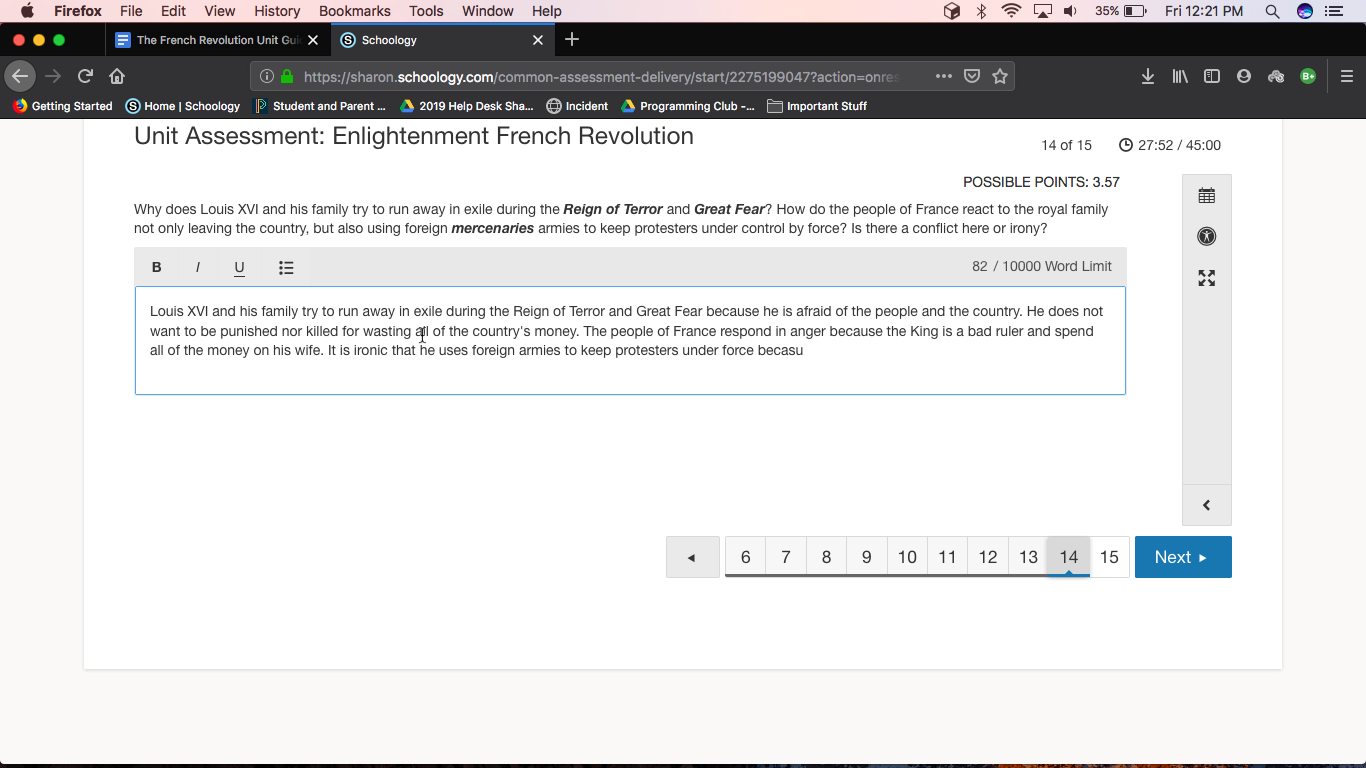 Firefox File Edit View History Bookmarks Tools Window Help 35% Fri 12:21 PM
The French Revolution Unit Gui Schoology
https://sharon.schoology.com/common-assessment-delivery/start/2275199047?action=onres
Getting Started Home | Schoology Student and Parent ... 2019 Help Desk Sha... Incident Programming Club -... Important Stuff
Unit Assessment: Enlightenment French Revolution
14 of 15 27:52 / 45:00
POSSIBLE POINTS: 3.57
Why does Louis XVI and his family try to run away in exile during the Reign of Terror and Great Fear? How do the people of France react to the royal family
not only leaving the country, but also using foreign mercenaries armies to keep protesters under control by force? Is there a conflict here or irony?
B I U 82 / 10000 Word Limit
Louis XVI and his family try to run away in exile during the Reign of Terror and Great Fear because he is afraid of the people and the country. He does not
want to be punished nor killed for wasting all of the country's money. The people of France respond in anger because the King is a bad ruler and spend
all of the money on his wife. It is ironic that he uses foreign armies to keep protesters under force becasu
6 7 8 9 10 11 12 13 14 15 Next